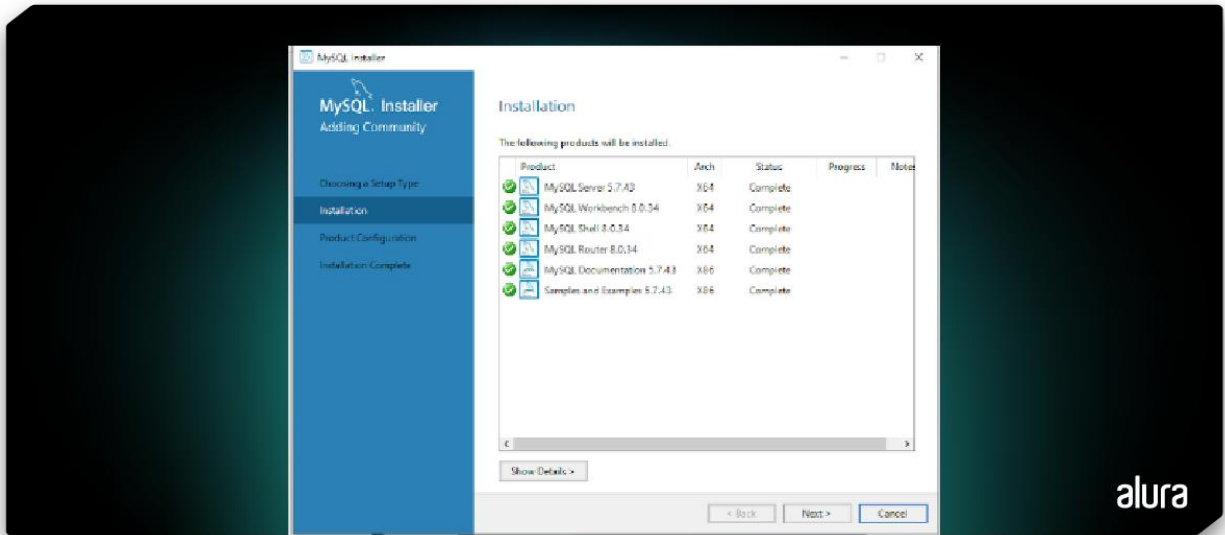 MySQL Installer
MySQL. Installer
Adding Community
Choosing a Setup Type
Installation
Product Configuration
Installation Complete
Installation
The following products will be installed.
Product Arch Status Progress Notes
MySQL Server 5.7.43 X64 Complete
MySQL Workbench 8.0.34 X64 Complete
MySQL Shell 8.0.34 X64 Complete
MySQL Router 8.0.34 X64 Complete
MySQL Documentation 5.7.43 X86 Complete
Samples and Examples 5.7.43 X86 Complete
Show Details >
< Back Next > Cancel
alura